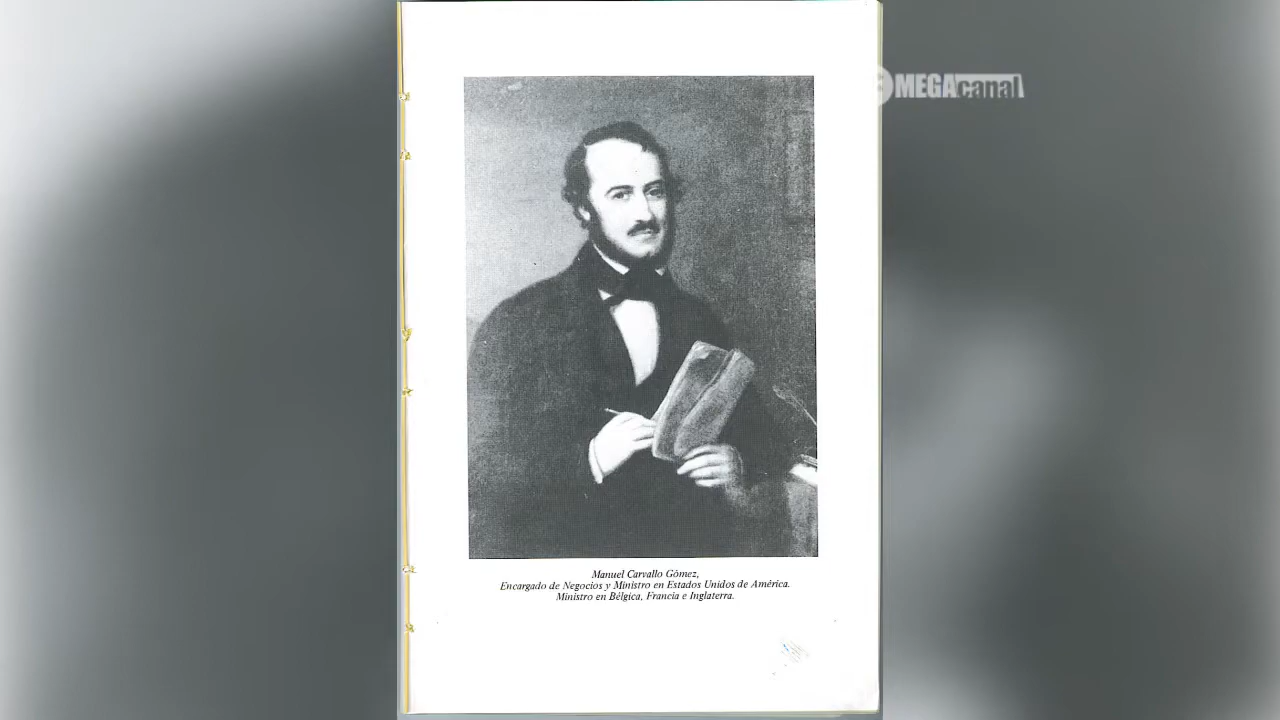 MEGAcanal
Manuel Carvallo Gómez,
Encargado de Negocios y Ministro en Estados Unidos de América.
Ministro en Bélgica, Francia e Inglaterra.